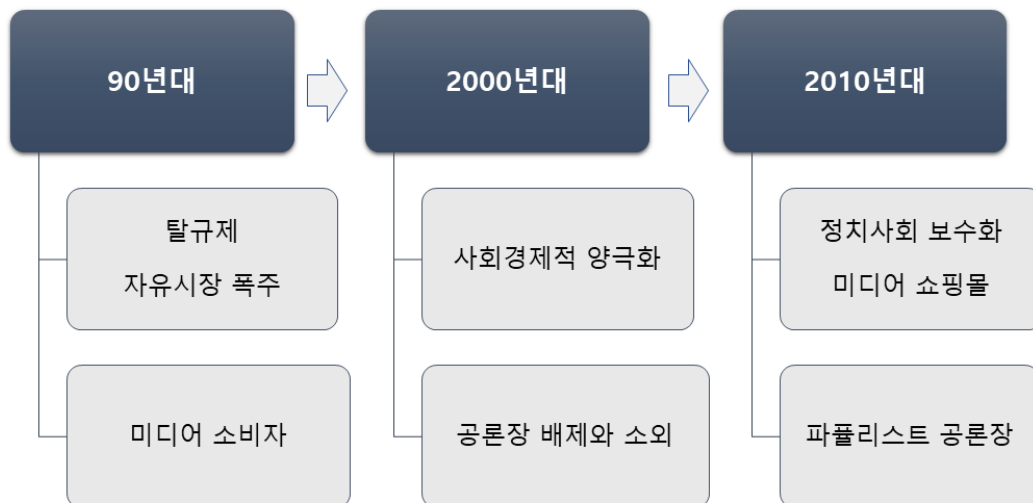 90년대
탈규제
자유시장 폭주
미디어 소비자
2000년대
사회경제적 양극화
공론장 배제와 소외
2010년대
정치사회 보수화
미디어 쇼핑몰
파퓰리스트 공론장